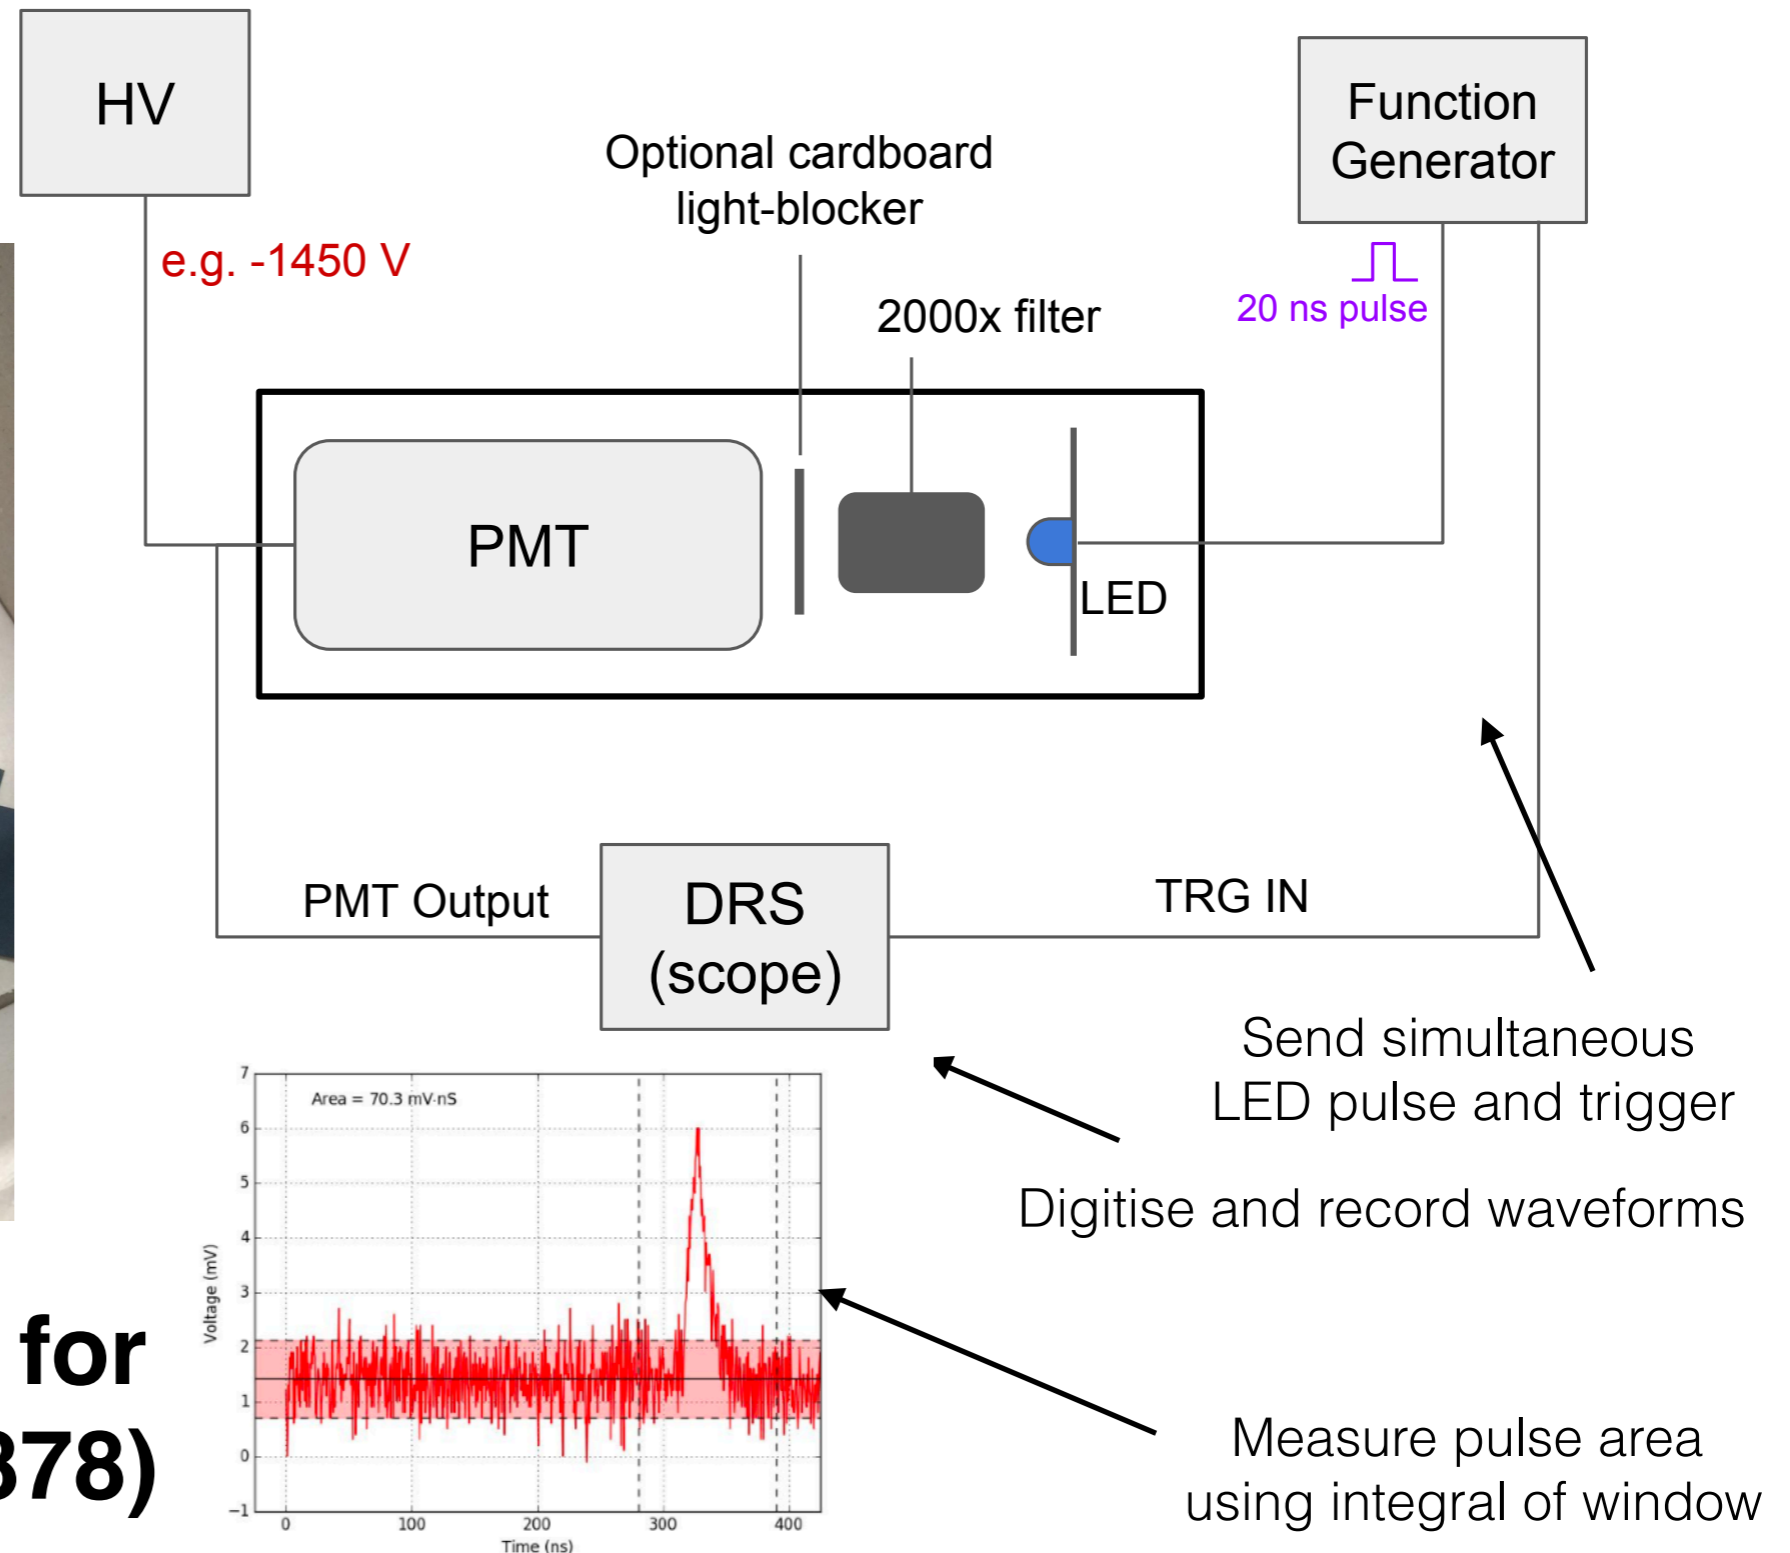 HV
Function
Generator
Optional cardboard
light-blocker
e.g. -1450 V
2000x filter
20 ns pulse
PMT
LED
PMT Output
DRS
(scope)
TRG IN
Send simultaneous
LED pulse and trigger
Digitise and record waveforms
Area = 70.3 mV·nS
7
6
5
4
3
2
1
0
−1
Voltage (mV)
0
100
200
300
400
Time (ns)
for
378)
Measure pulse area
using integral of window